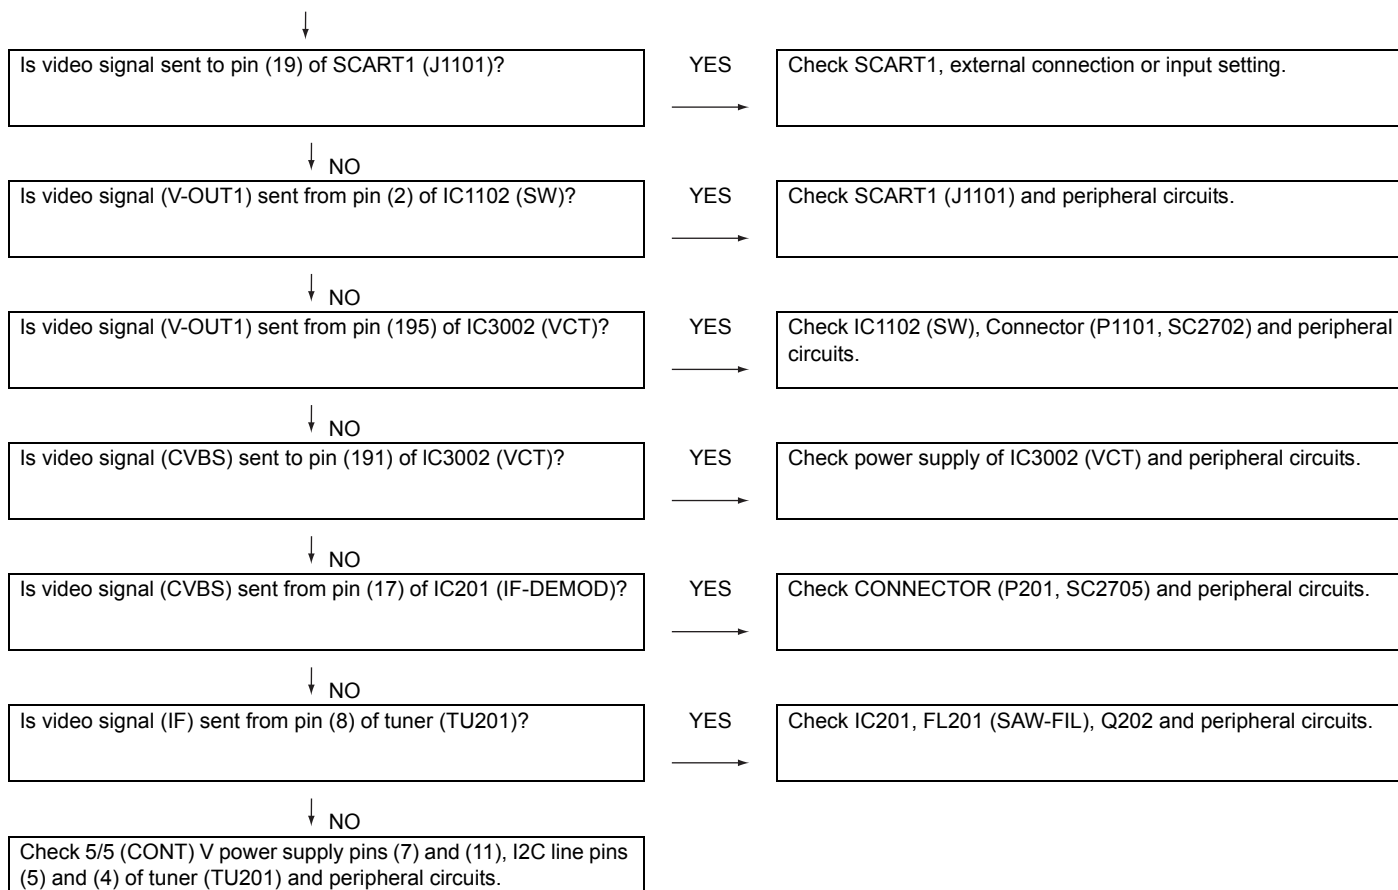 Is video signal sent to pin (19) of SCART1 (J1101)?
YES
Check SCART1, external connection or input setting.
NO
Is video signal (V-OUT1) sent from pin (2) of IC1102 (SW)?
YES
Check SCART1 (J1101) and peripheral circuits.
NO
Is video signal (V-OUT1) sent from pin (195) of IC3002 (VCT)?
YES
Check IC1102 (SW), Connector (P1101, SC2702) and peripheral
circuits.
NO
Is video signal (CVBS) sent to pin (191) of IC3002 (VCT)?
YES
Check power supply of IC3002 (VCT) and peripheral circuits.
NO
Is video signal (CVBS) sent from pin (17) of IC201 (IF-DEMOD)?
YES
Check CONNECTOR (P201, SC2705) and peripheral circuits.
NO
Is video signal (IF) sent from pin (8) of tuner (TU201)?
YES
Check IC201, FL201 (SAW-FIL), Q202 and peripheral circuits.
NO
Check 5/5 (CONT) V power supply pins (7) and (11), I2C line pins
(5) and (4) of tuner (TU201) and peripheral circuits.